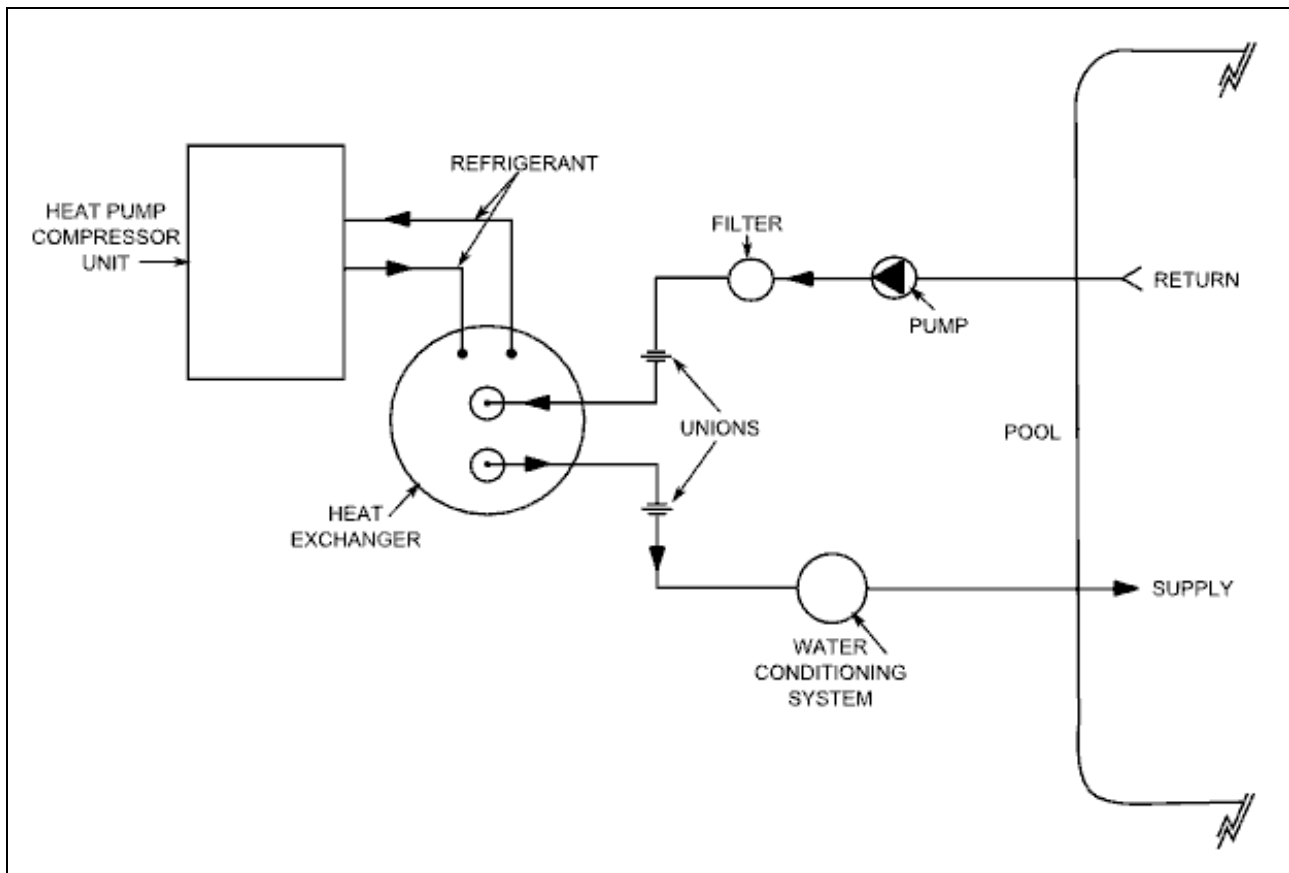 REFRIGERANT
HEAT PUMP
COMPRESSOR
UNIT
FILTER
RETURN
PUMP
UNIONS
POOL
HEAT
EXCHANGER
SUPPLY
WATER
CONDITIONING
SYSTEM